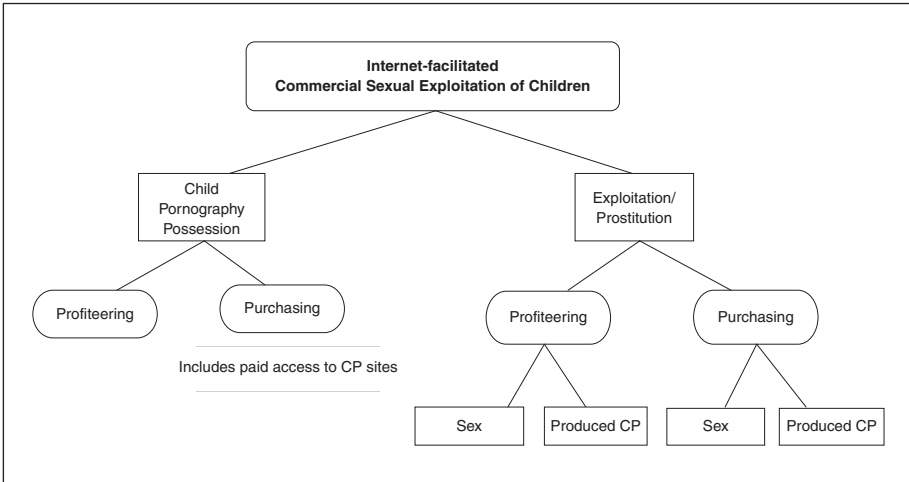 Internet-facilitated
Commercial Sexual Exploitation of Children
Child
Pornography
Possession
Exploitation/
Prostitution
Profiteering
Purchasing
Profiteering
Purchasing
Includes paid access to CP sites
Sex
Produced CP
Sex
Produced CP